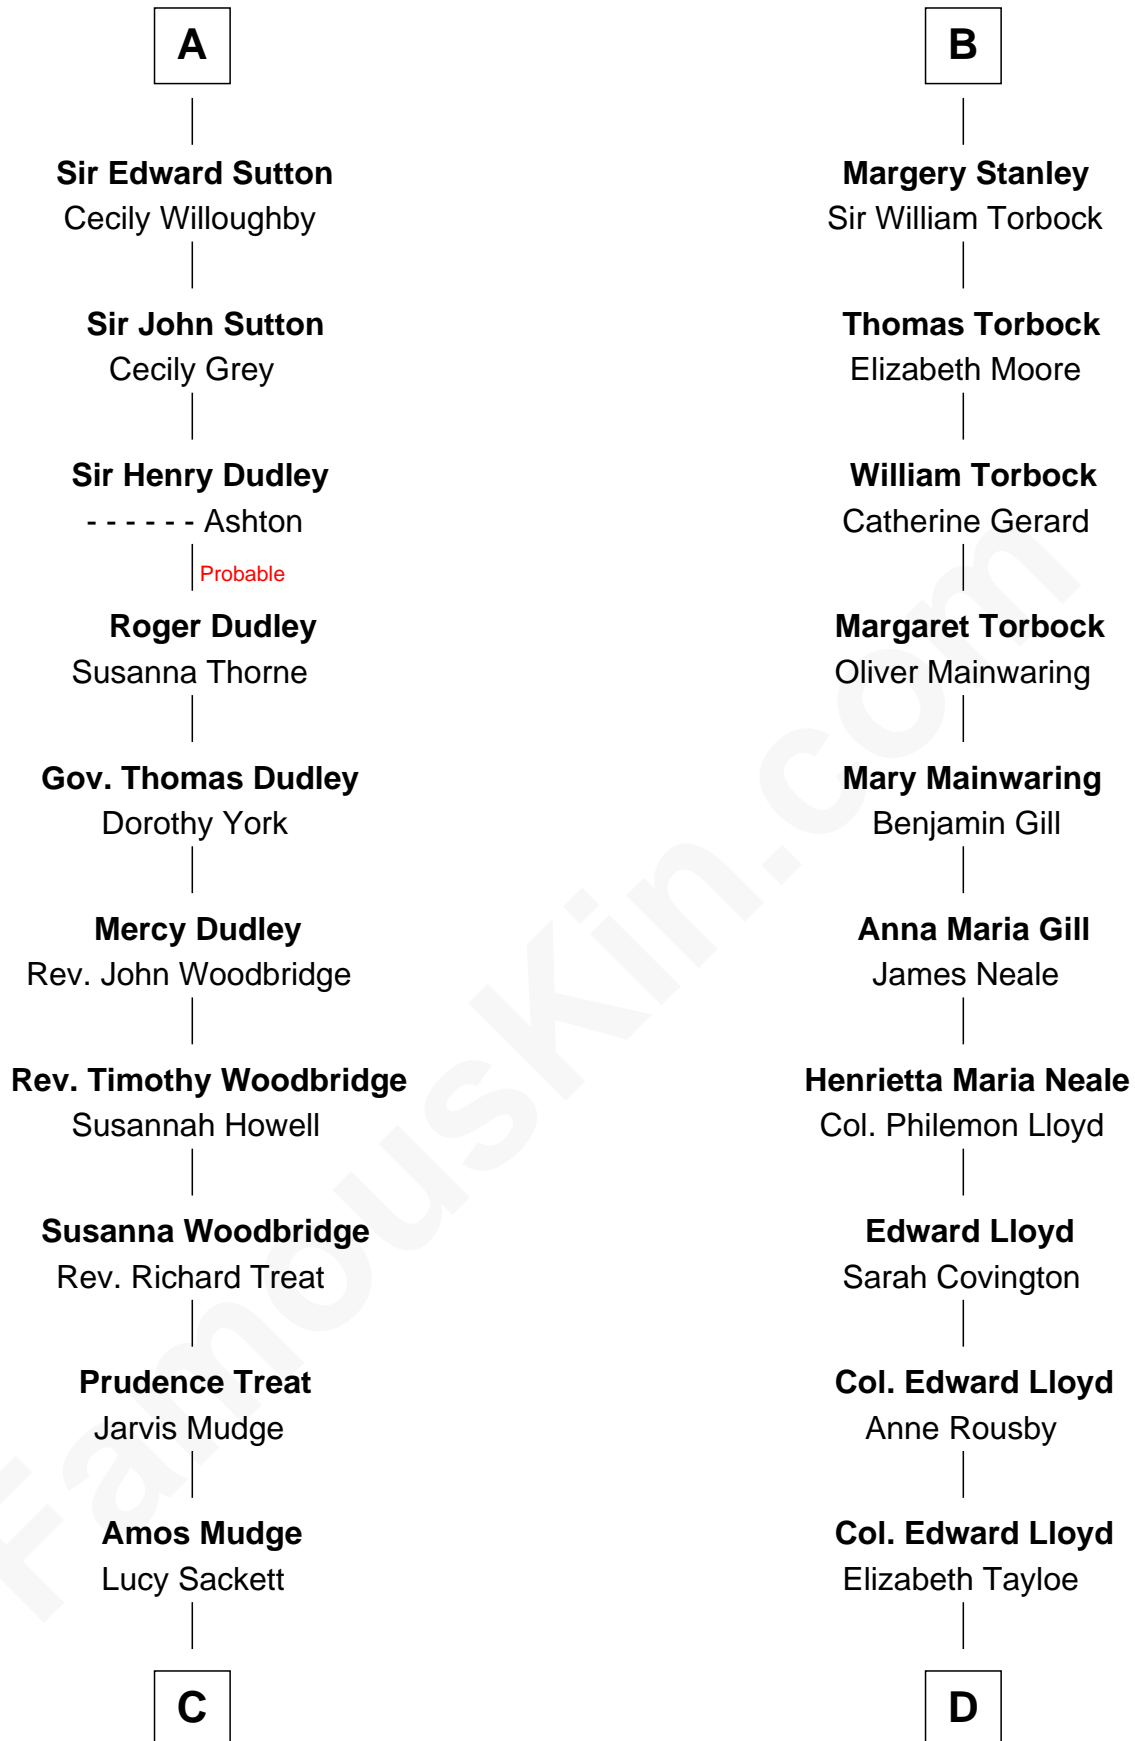 A
Sir Edward Sutton
Cecily Willoughby
Sir John Sutton
Cecily Grey
Sir Henry Dudley
- - - - - - Ashton
Probable
Roger Dudley
Susanna Thorne
Gov. Thomas Dudley
Dorothy York
Mercy Dudley
Rev. John Woodbridge
Rev. Timothy Woodbridge
Susannah Howell
Susanna Woodbridge
Rev. Richard Treat
Prudence Treat
Jarvis Mudge
Amos Mudge
Lucy Sackett
C
B
Margery Stanley
Sir William Torbock
Thomas Torbock
Elizabeth Moore
William Torbock
Catherine Gerard
Margaret Torbock
Oliver Mainwaring
Mary Mainwaring
Benjamin Gill
Anna Maria Gill
James Neale
Henrietta Maria Neale
Col. Philemon Lloyd
Edward Lloyd
Sarah Covington
Col. Edward Lloyd
Anne Rousby
Col. Edward Lloyd
Elizabeth Tayloe
D
FamousKin.com